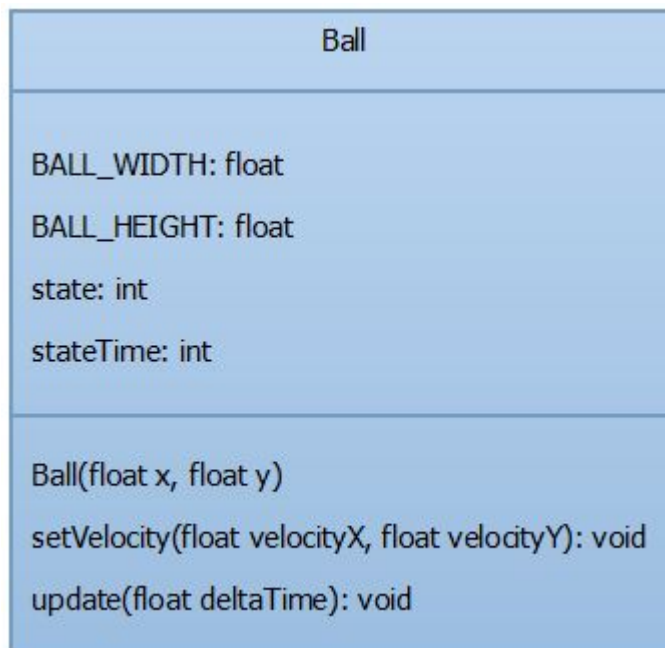 Ball
BALL_WIDTH: float
BALL_HEIGHT: float
state: int
stateTime: int
Ball(float x, float y)
setVelocity(float velocityX, float velocityY): void
update(float deltaTime): void